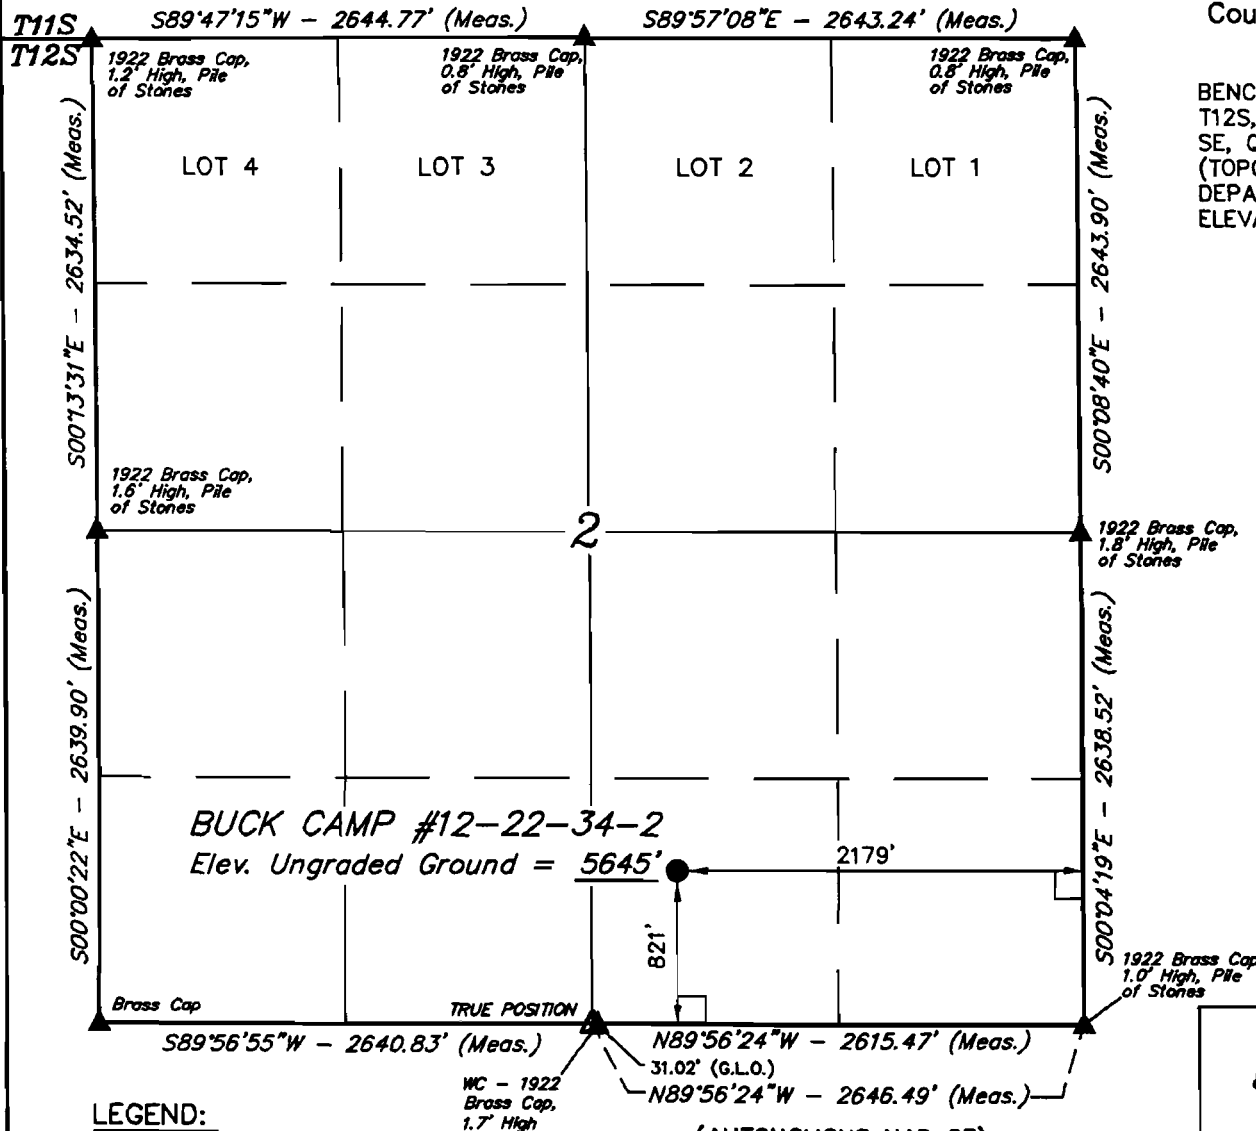 T11S
T12S
S89°47'15"W - 2644.77' (Meas.)
S89°57'08"E - 2643.24' (Meas.)
Cou
1922 Brass Cap,
1.2' High, Pile
of Stones
1922 Brass Cap,
0.8' High, Pile
of Stones
1922 Brass Cap,
0.8' High, Pile
of Stones
BENC
T12S,
SE, Q
(TOPO
DEPA
ELEVA
LOT 4
LOT 3
LOT 2
LOT 1
S00°13'31"E - 2634.52' (Meas.)
S00°08'40"E - 2643.90' (Meas.)
1922 Brass Cap,
1.6' High, Pile
of Stones
2
1922 Brass Cap,
1.8' High, Pile
of Stones
S00°00'22"E - 2639.90' (Meas.)
S00°04'19"E - 2638.52' (Meas.)
BUCK CAMP #12-22-34-2
Elev. Ungraded Ground = 5645'
2179'
821'
1922 Brass Cap
1.0' High, Pile
of Stones
Brass Cap
TRUE POSITION
S89°56'55"W - 2640.83' (Meas.)
N89°56'24"W - 2615.47' (Meas.)
31.02' (G.L.O.)
N89°56'24"W - 2646.49' (Meas.)
WC - 1922
Brass Cap,
1.7' High
LEGEND: